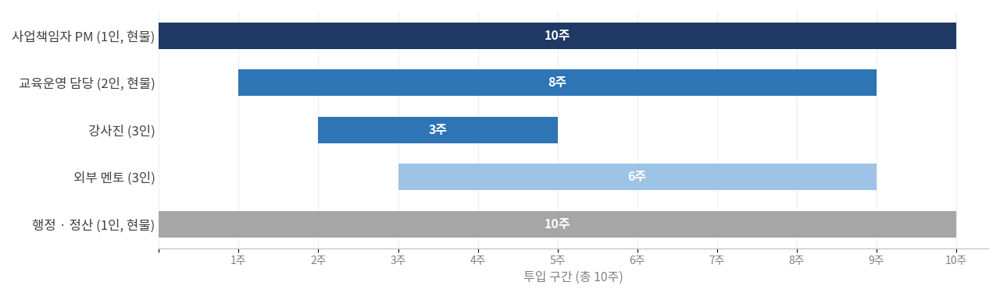 사업책임자 PM (1인, 현물)
10주
교육운영 담당 (2인, 현물)
8주
강사진 (3인)
3주
외부 멘토 (3인)
6주
행정 · 정산 (1인, 현물)
10주
1주 2주 3주 4주 5주 6주 7주 8주 9주 10주
투입 구간 (총 10주)